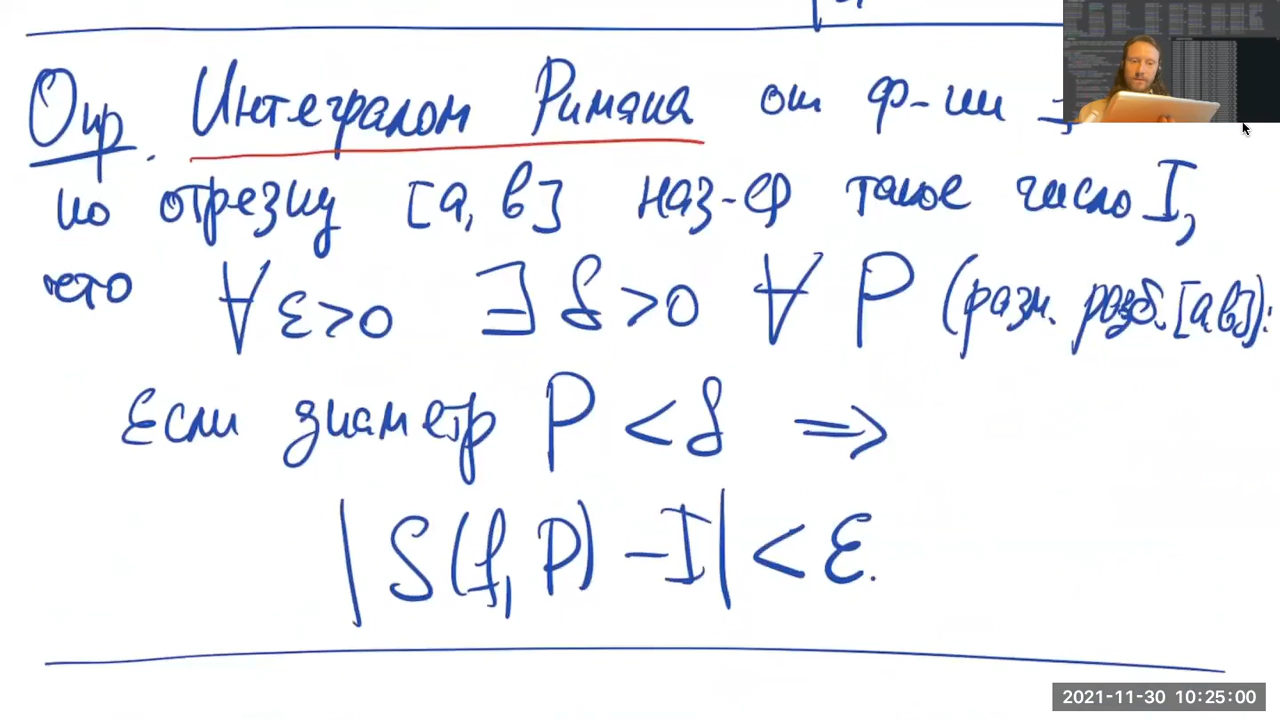 Опр. Интегралом Римана от ф-ии
по отрезку [a, b] наз-ся такое число I,
что ∀ ε>0 ∃ δ>0 ∀ P (разм. разб. [a, b]):
Если диаметр P < δ ⇒
| S(f, P) - I | < ε.
2021-11-30 10:25:00